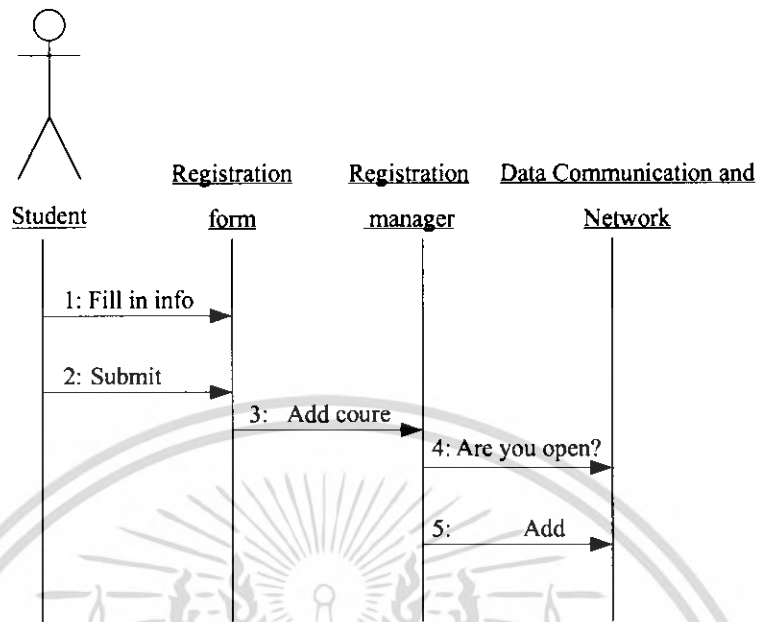 Registration Registration Data Communication and
Student form manager Network
1: Fill in info
2: Submit
3: Add coure
4: Are you open?
5: Add